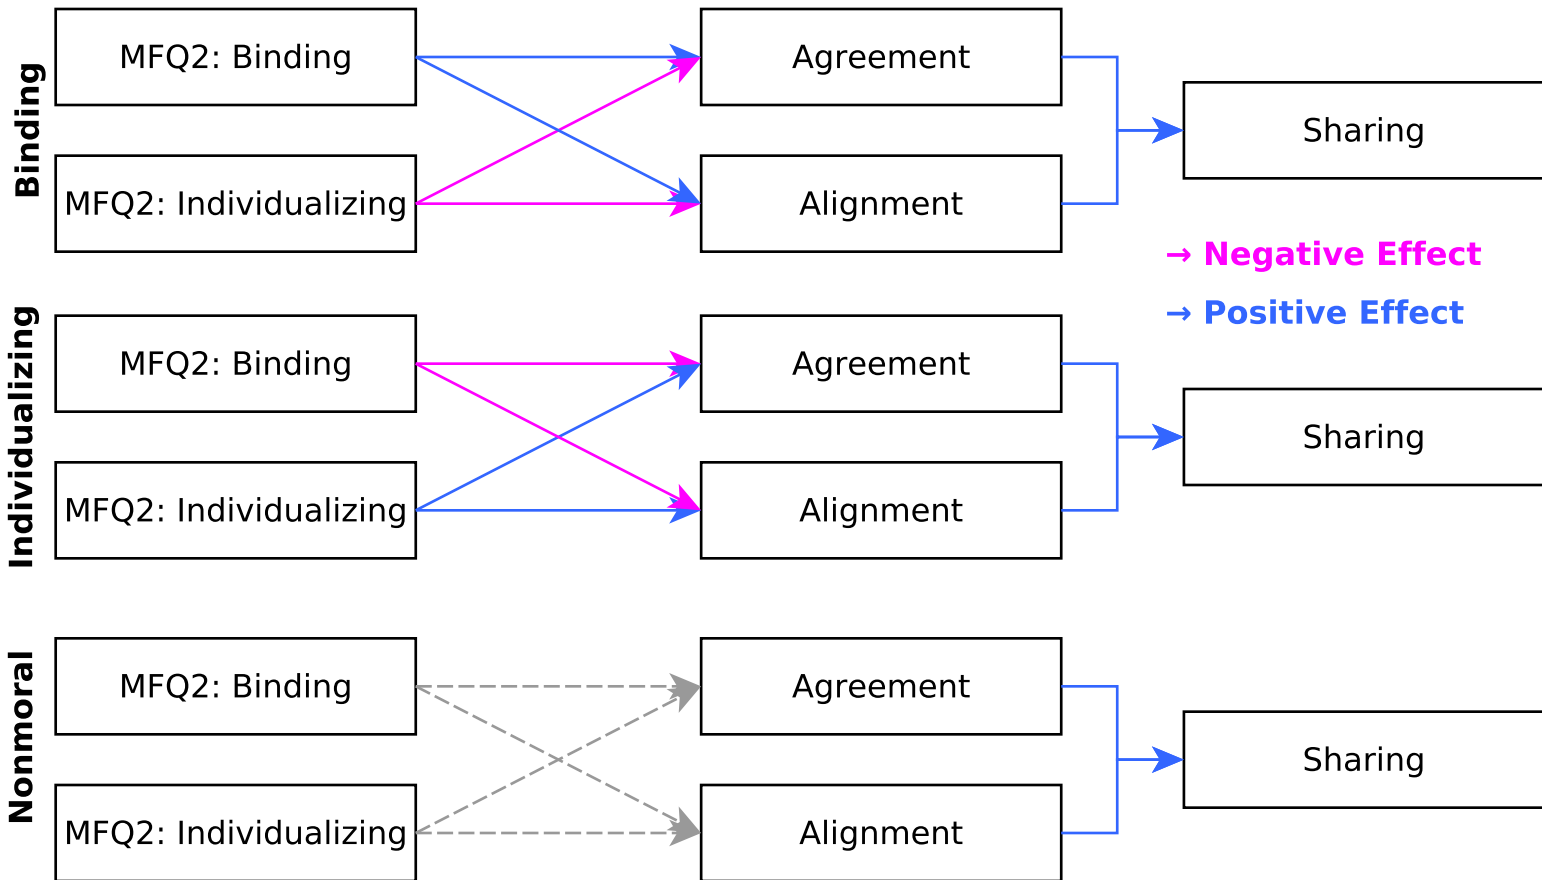 Binding
MFQ2: Binding
Agreement
MFQ2: Individualizing
Alignment
Sharing
→ Negative Effect
→ Positive Effect
Individualizing
MFQ2: Binding
Agreement
MFQ2: Individualizing
Alignment
Sharing
Nonmoral
MFQ2: Binding
Agreement
MFQ2: Individualizing
Alignment
Sharing